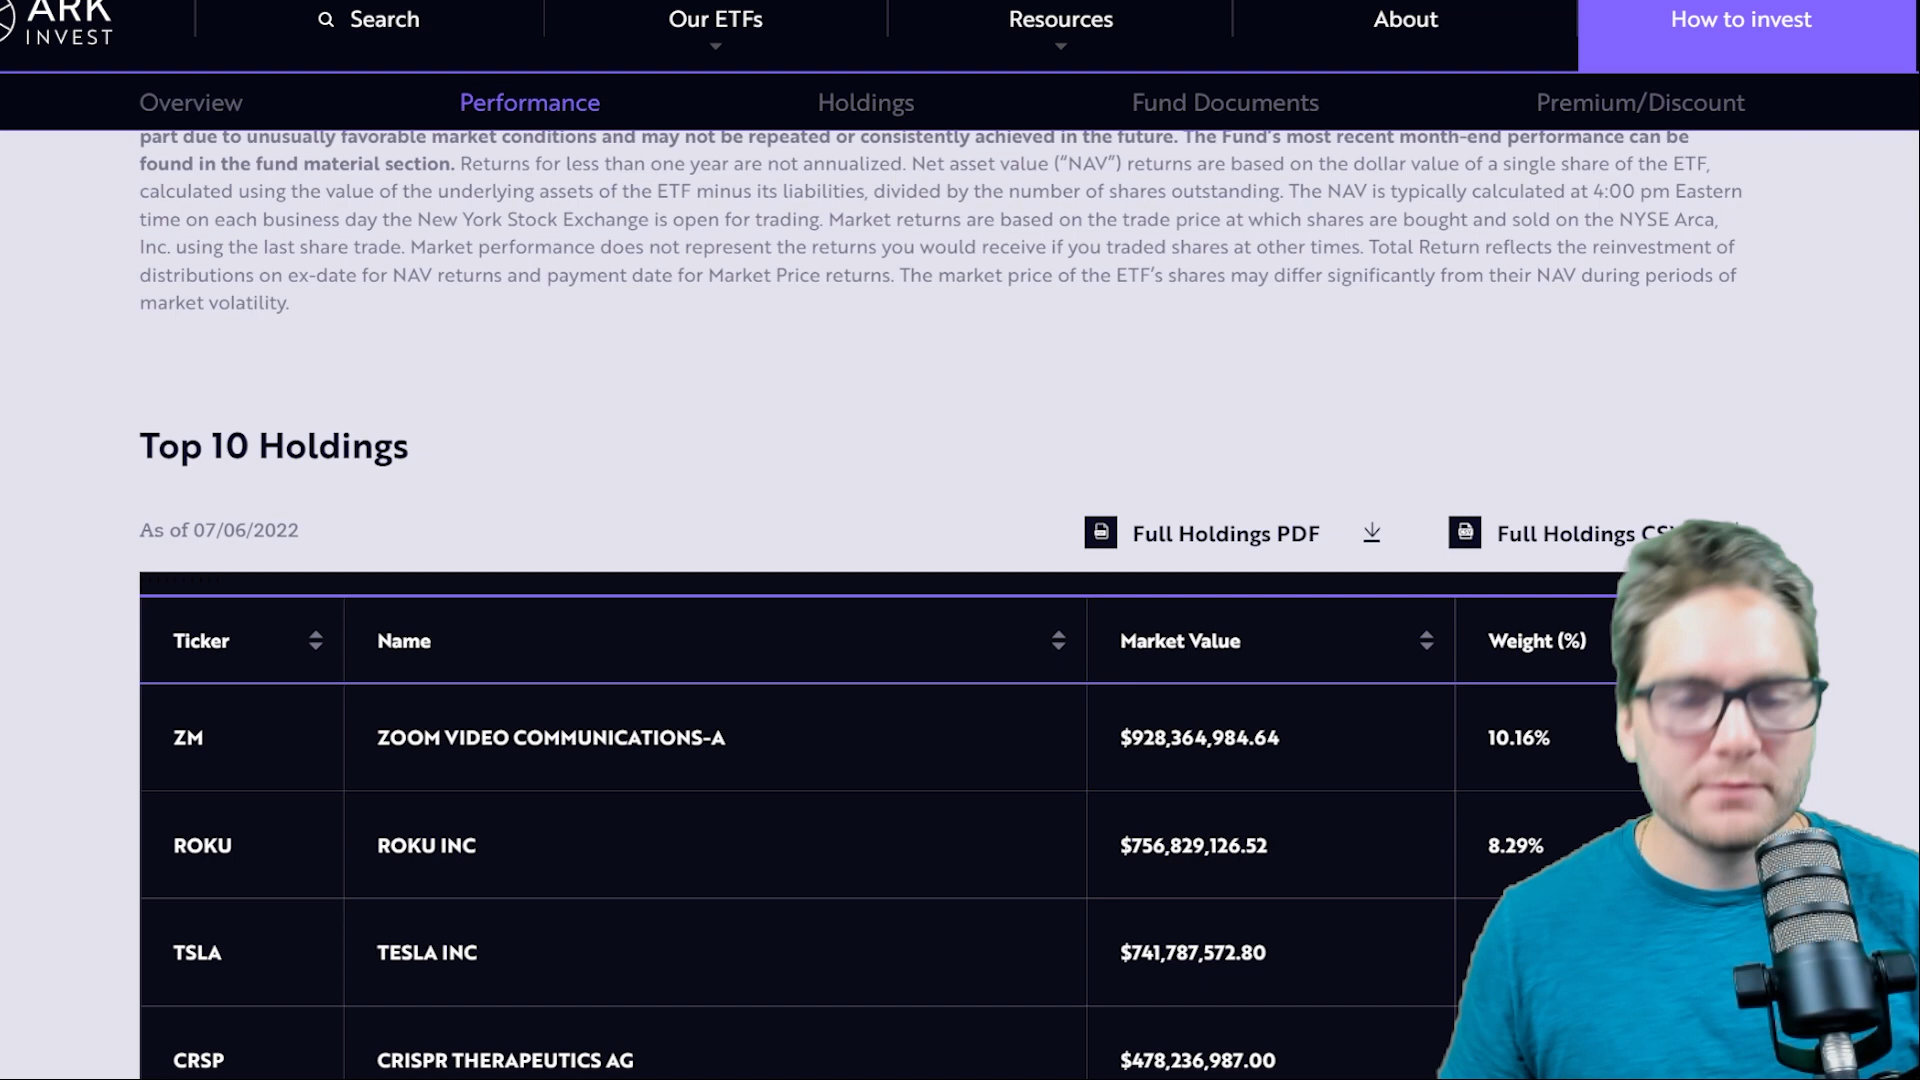 ARK
INVEST
Search
Our ETFs
Resources
About
How to invest
Overview
Performance
Holdings
Fund Documents
Premium/Discount
part due to unusually favorable market conditions and may not be repeated or consistently achieved in the future. The Fund's most recent month-end performance can be
found in the fund material section. Returns for less than one year are not annualized. Net asset value (“NAV”) returns are based on the dollar value of a single share of the ETF,
calculated using the value of the underlying assets of the ETF minus its liabilities, divided by the number of shares outstanding. The NAV is typically calculated at 4:00 pm Eastern
time on each business day the New York Stock Exchange is open for trading. Market returns are based on the trade price at which shares are bought and sold on the NYSE Arca,
Inc. using the last share trade. Market performance does not represent the returns you would receive if you traded shares at other times. Total Return reflects the reinvestment of
distributions on ex-date for NAV returns and payment date for Market Price returns. The market price of the ETF's shares may differ significantly from their NAV during periods of
market volatility.
Top 10 Holdings
As of 07/06/2022
Full Holdings PDF
Full Holdings
Ticker Name Market Value Weight (%)
ZM ZOOM VIDEO COMMUNICATIONS-A $928,364,984.64 10.16%
ROKU ROKU INC $756,829,126.52 8.29%
TSLA TESLA INC $741,787,572.80
CRSP CRISPR THERAPEUTICS AG $478,236,987.00